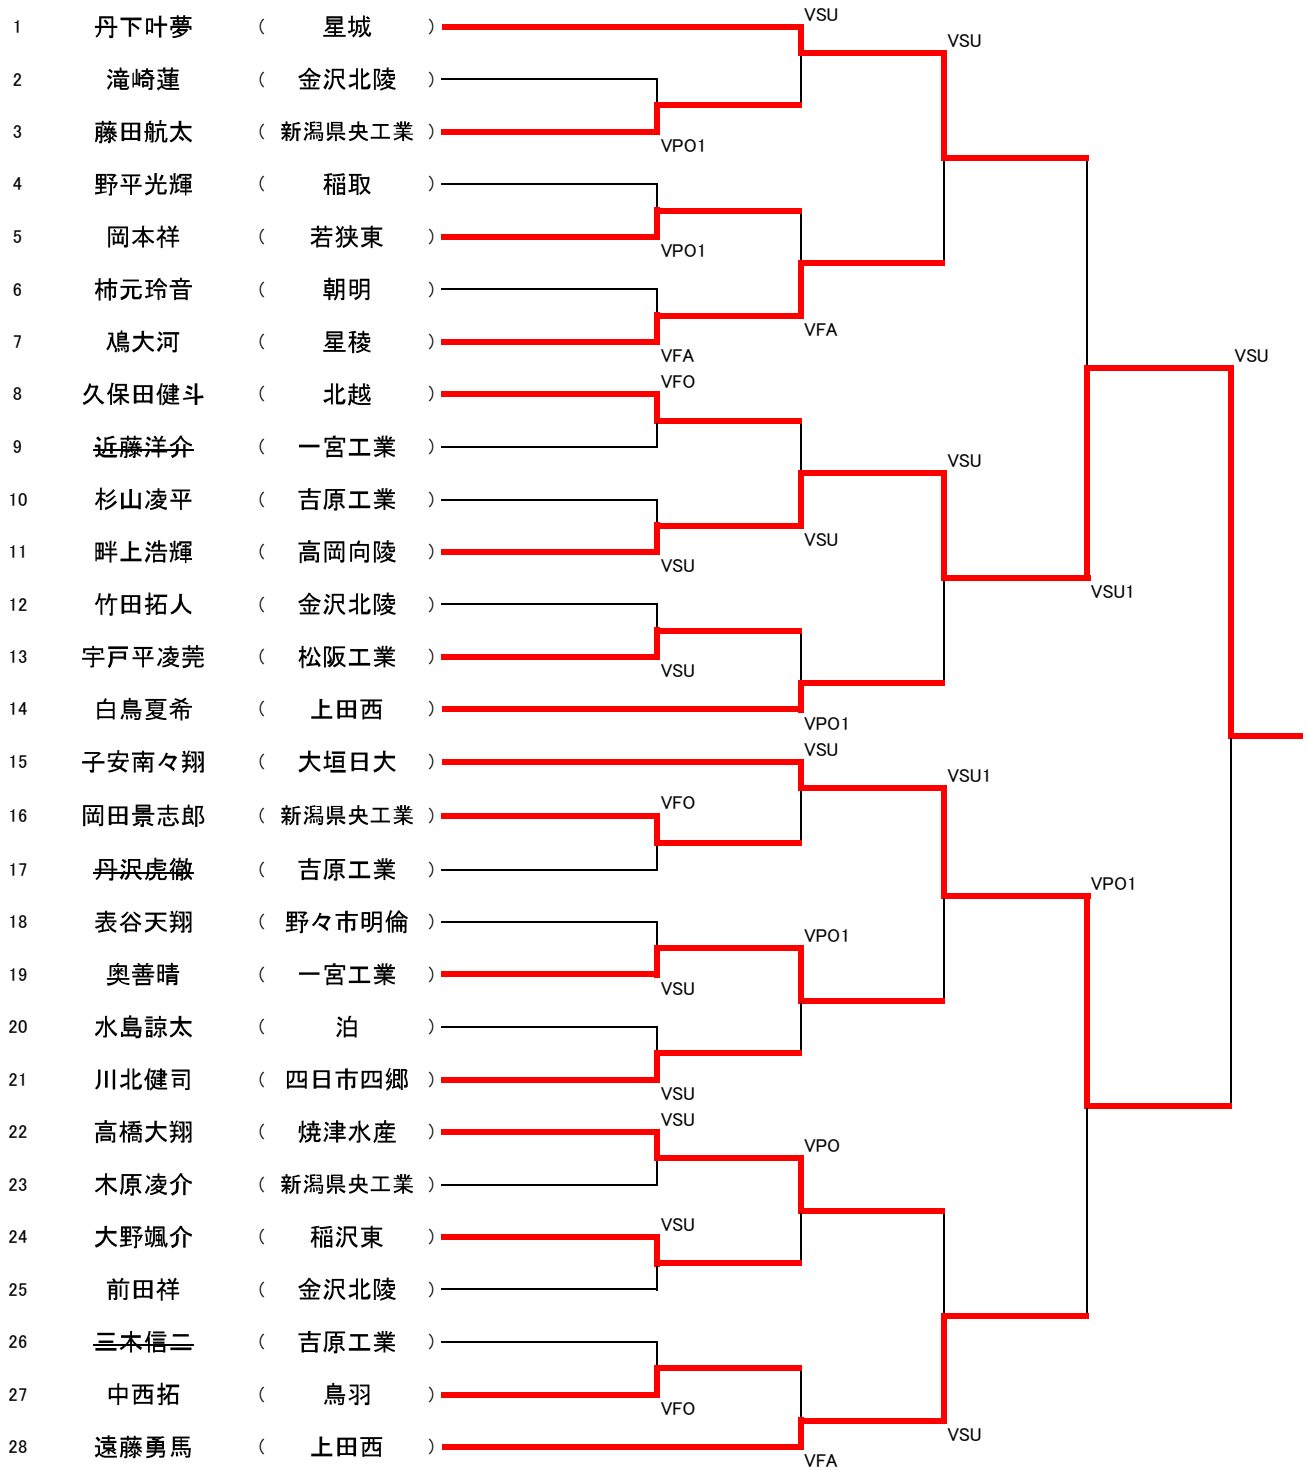 1 丹下叶夢 ( 星城 ) VSU
VSU
2 滝崎蓮 ( 金沢北陵 )
3 藤田航太 ( 新潟県央工業 ) VPO1
4 野平光輝 ( 稲取 )
5 岡本祥 ( 若狭東 ) VPO1
6 柿元玲音 ( 朝明 )
VFA
7 鳰大河 ( 星稜 ) VFA
VSU
8 久保田健斗 ( 北越 ) VFO
9 近藤洋介 ( 一宮工業 )
VSU
10 杉山凌平 ( 吉原工業 )
11 畔上浩輝 ( 高岡向陵 ) VSU
VSU
12 竹田拓人 ( 金沢北陵 )
VSU1
13 宇戸平凌莞 ( 松阪工業 ) VSU
14 白鳥夏希 ( 上田西 ) VPO1
15 子安南々翔 ( 大垣日大 ) VSU
VSU1
16 岡田景志郎 ( 新潟県央工業 ) VFO
17 丹沢虎徹 ( 吉原工業 )
VPO1
18 表谷天翔 ( 野々市明倫 )
VPO1
19 奥善晴 ( 一宮工業 ) VSU
20 水島諒太 ( 泊 )
21 川北健司 ( 四日市四郷 ) VSU
22 高橋大翔 ( 焼津水産 ) VSU
VPO
23 木原凌介 ( 新潟県央工業 )
24 大野颯介 ( 稲沢東 ) VSU
25 前田祥 ( 金沢北陵 )
26 三木信二 ( 吉原工業 )
27 中西拓 ( 鳥羽 ) VFO
VSU
28 遠藤勇馬 ( 上田西 ) VFA